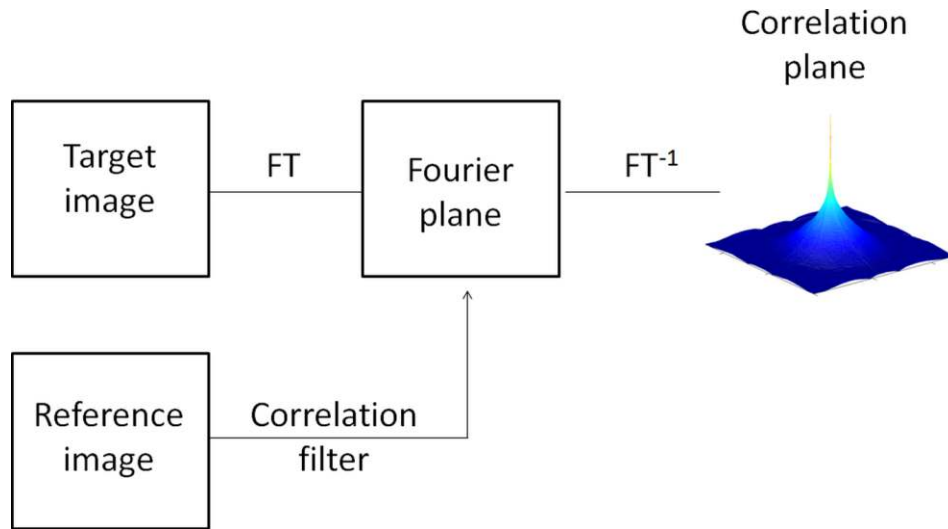 Correlation
plane
Target
image
FT
Fourier
plane
FT-1
Reference
image
Correlation
filter